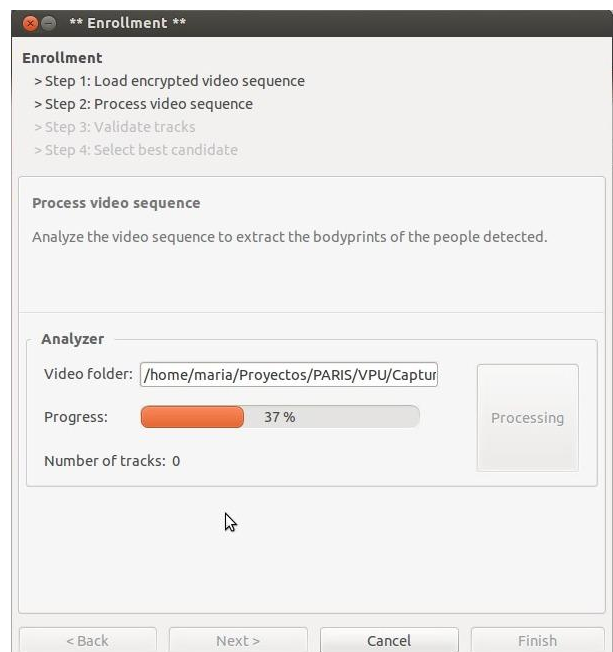 ** Enrollment **
Enrollment
> Step 1: Load encrypted video sequence
> Step 2: Process video sequence
> Step 3: Validate tracks
> Step 4: Select best candidate
Process video sequence
Analyze the video sequence to extract the bodyprints of the people detected.
Analyzer
Video folder: /home/maria/Proyectos/PARIS/VPU/Captur
Progress: 37 %
Processing
Number of tracks: 0
< Back Next > Cancel Finish